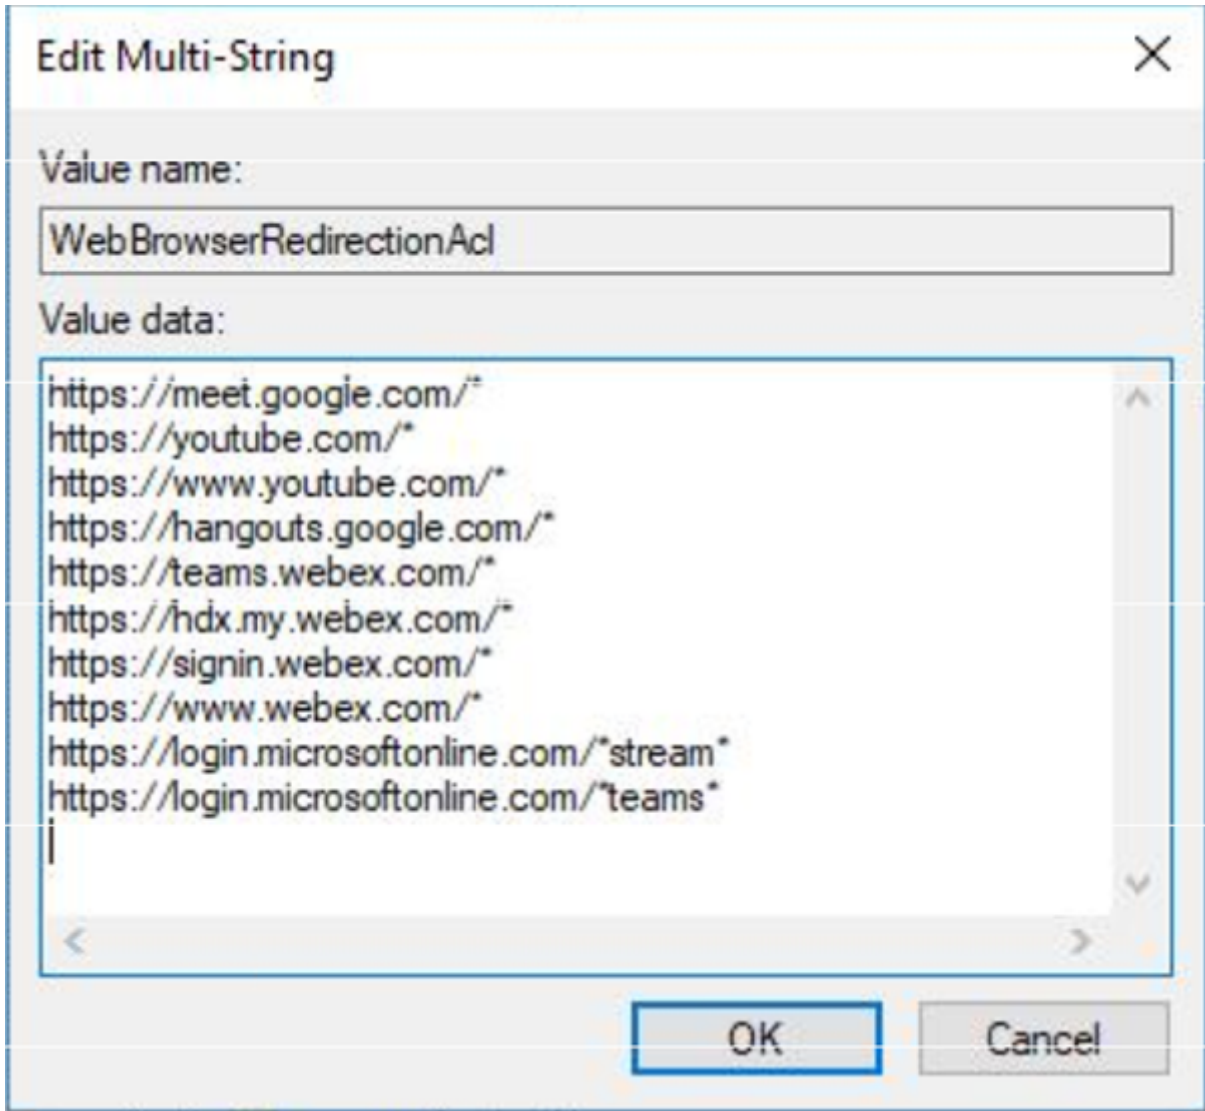 Edit Multi-String
Value name:
WebBrowserRedirectionAcl
Value data:
https://meet.google.com/*
https://youtube.com/*
https://www.youtube.com/*
https://hangouts.google.com/*
https://teams.webex.com/*
https://hdx.my.webex.com/*
https://signin.webex.com/*
https://www.webex.com/*
https://login.microsoftonline.com/*stream*
https://login.microsoftonline.com/*teams*
OK
Cancel